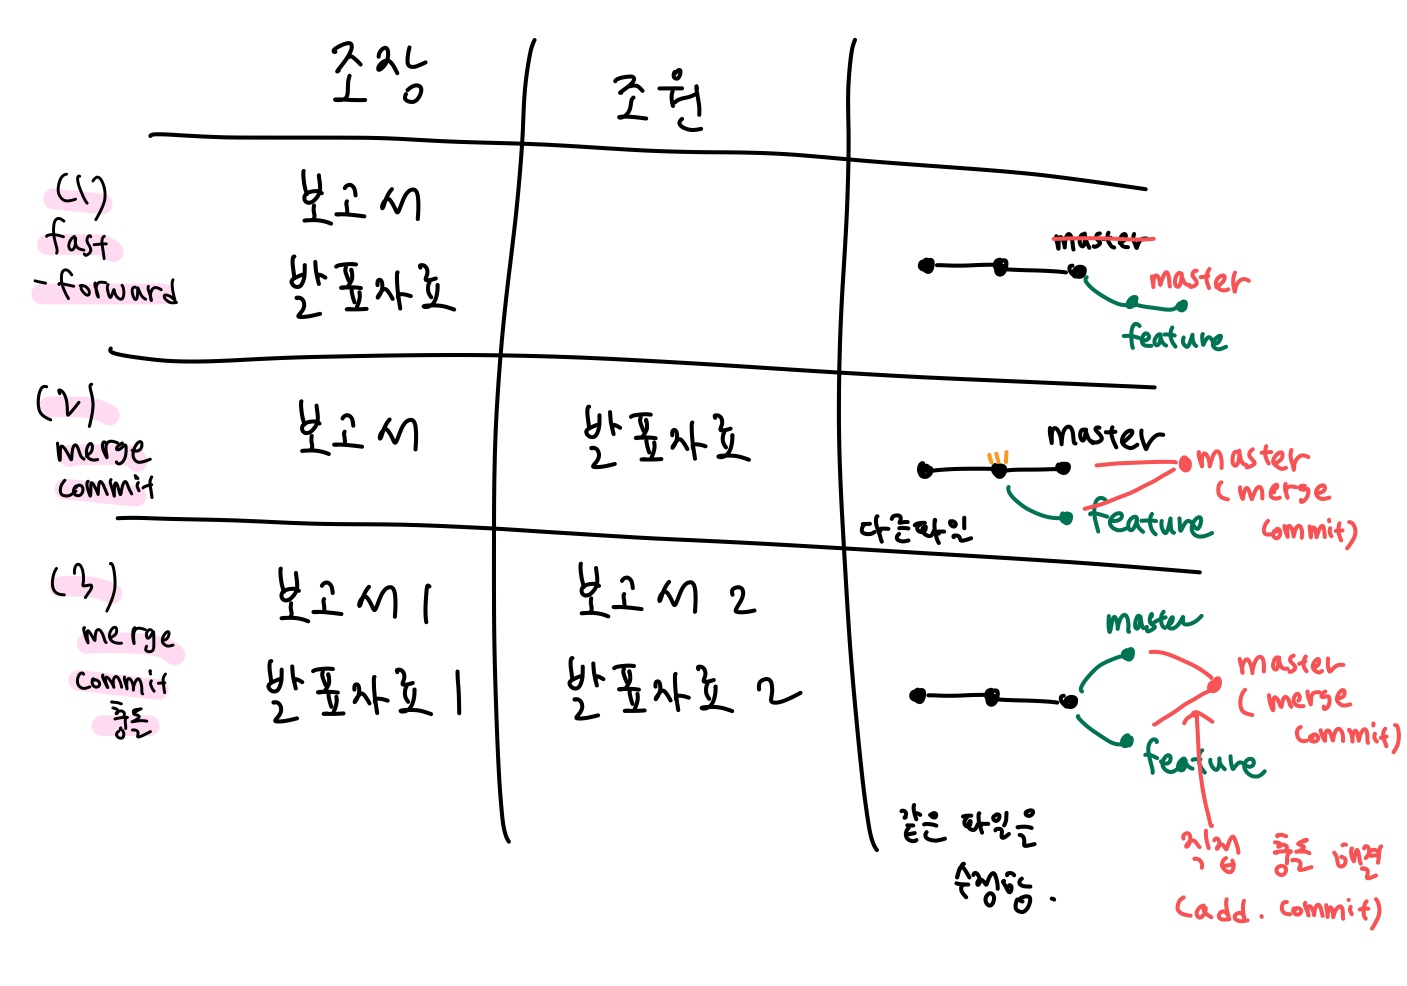 조장
조원
(1)
fast
-forward
보고서
발표자료
master
master
feature
(2)
merge
commit
보고서
발표자료
master
feature
master
(merge
commit)
다른파일
(3)
merge
commit
충돌
보고서1
발표자료1
보고서2
발표자료2
master
feature
master
(merge
commit)
같은 파일을
수정함.
직접 충돌 해결
(add. commit)